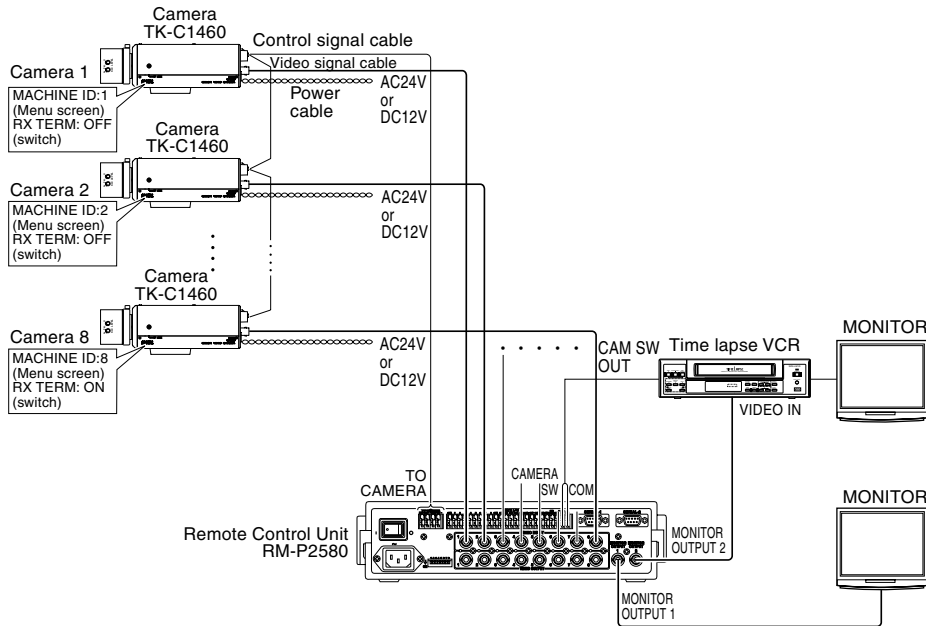 Camera
TK-C1460
Control signal cable
Video signal cable
Camera 1
MACHINE ID:1
(Menu screen)
RX TERM: OFF
(switch)
Power
cable
AC24V
or
DC12V
Camera
TK-C1460
Camera 2
MACHINE ID:2
(Menu screen)
RX TERM: OFF
(switch)
AC24V
or
DC12V
Camera
TK-C1460
Camera 8
MACHINE ID:8
(Menu screen)
RX TERM: ON
(switch)
AC24V
or
DC12V
CAM SW
OUT
Time lapse VCR
VIDEO IN
MONITOR
TO
CAMERA
CAMERA
SW
COM
Remote Control Unit
RM-P2580
MONITOR
OUTPUT 2
MONITOR
OUTPUT 1
MONITOR